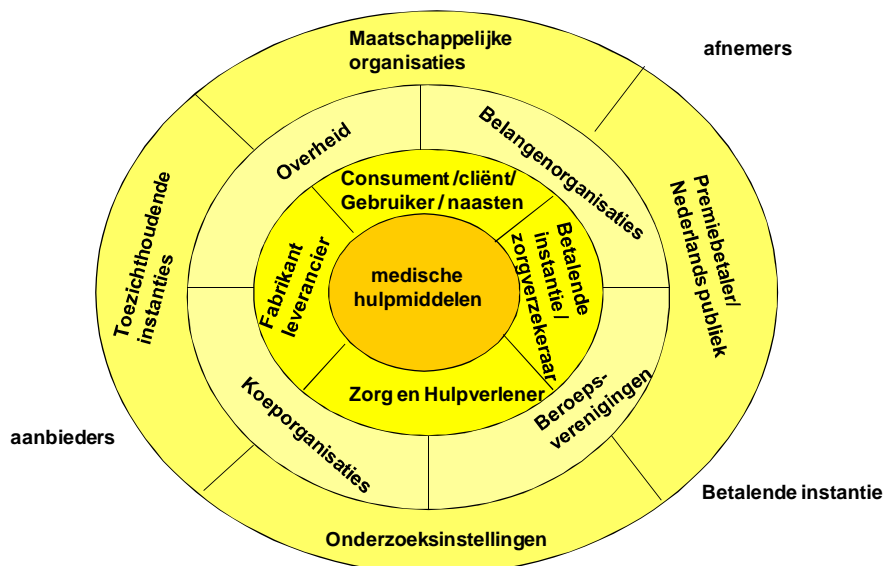 Maatschappelijke
organisaties
afnemers
Overheid
Belangenorganisaties
Consument /cliënt/
Gebruiker / naasten
Toezichthoudende
instanties
Fabrikant
leverancier
medische
hulpmiddelen
Betalende
instantie /
zorgverzekeraar
Premiebetaler/
Nederlands publiek
Zorg en Hulpverlener
Koeporganisaties
Beroeps-
verenigingen
aanbieders
Betalende instantie
Onderzoeksinstellingen